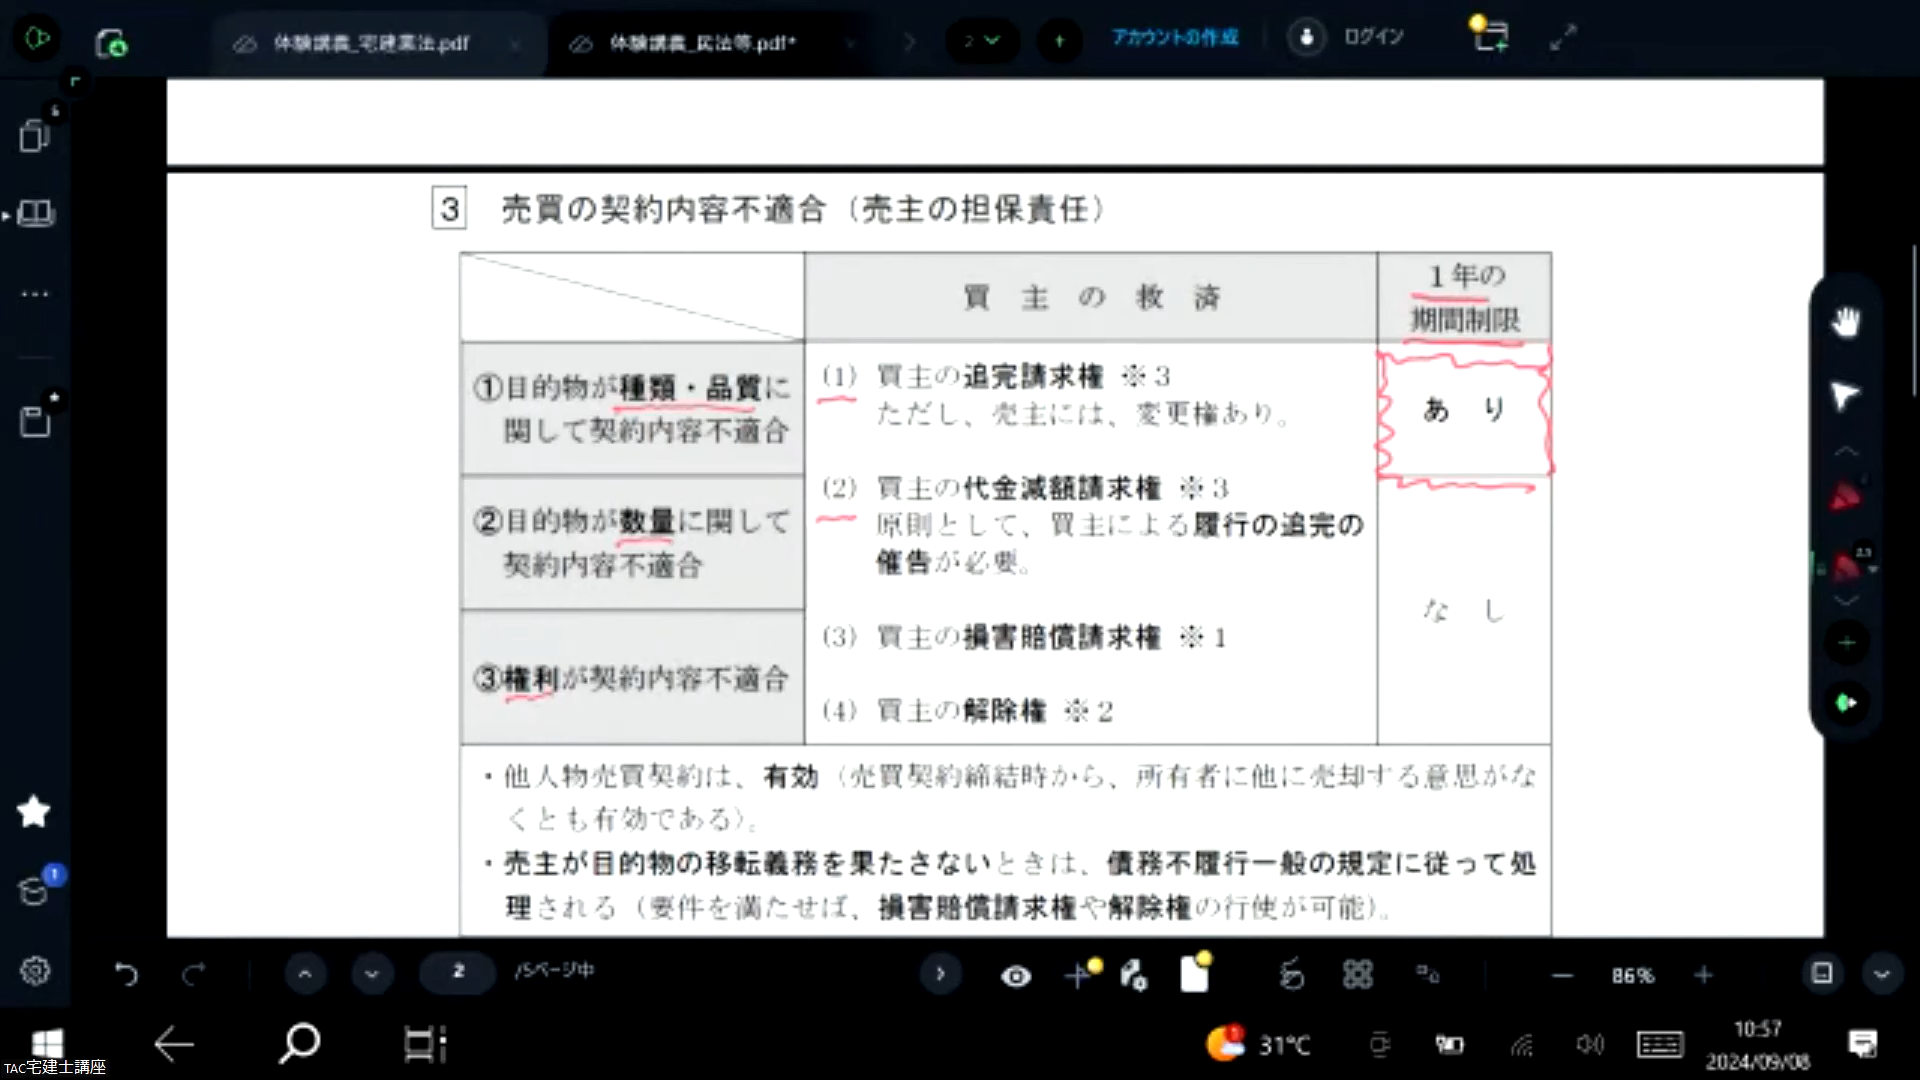 体験講義_宅建業法.pdf
体験講義_民法等.pdf*
2
アカウントの作成
ログイン
3 売買の契約内容不適合（売主の担保責任）
買主の救済
1年の
期間制限
①目的物が種類・品質に
関して契約内容不適合
②目的物が数量に関して
契約内容不適合
③権利が契約内容不適合
(1) 買主の追完請求権 ※3
ただし、売主には、変更権あり。
(2) 買主の代金減額請求権 ※3
原則として、買主による履行の追完の
催告が必要。
(3) 買主の損害賠償請求権 ※1
(4) 買主の解除権 ※2
あり
なし
・他人物売買契約は、有効（売買契約締結時から、所有者に他に売却する意思がな
くとも有効である）。
・売主が目的物の移転義務を果たさないときは、債務不履行一般の規定に従って処
理される（要件を満たせば、損害賠償請求権や解除権の行使が可能）。
1
2
/5ページ中
86%
31℃
10:57
2024/09/08
TAC宅建士講座